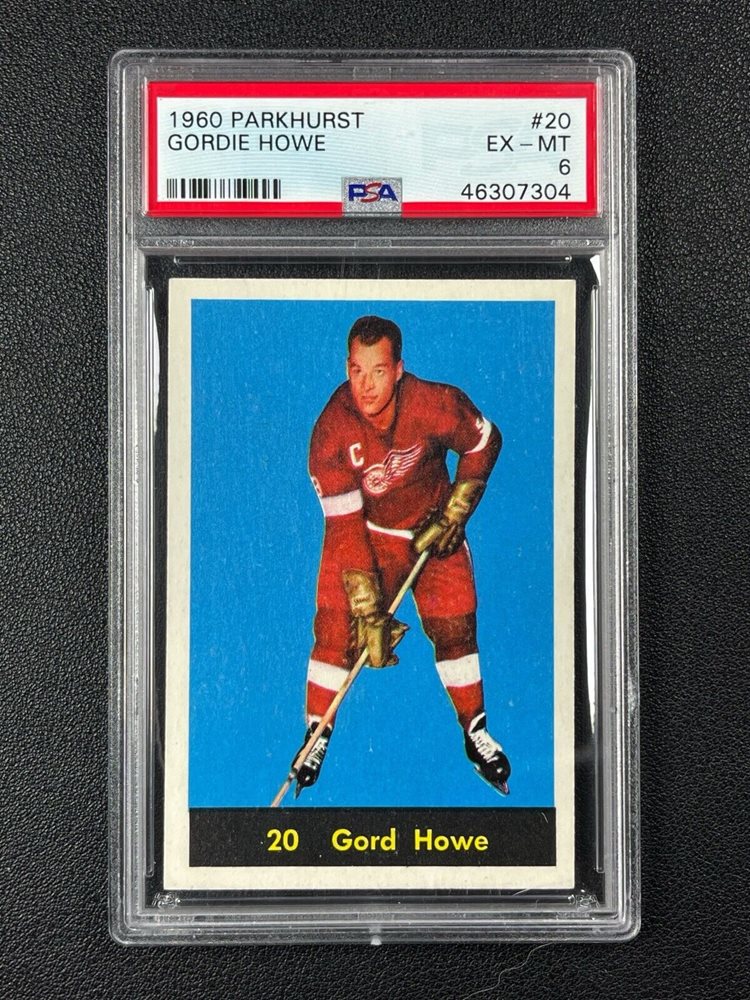 1960 PARKHURST #20
GORDIE HOWE EX – MT
6
PSA 46307304
C
20 Gord Howe